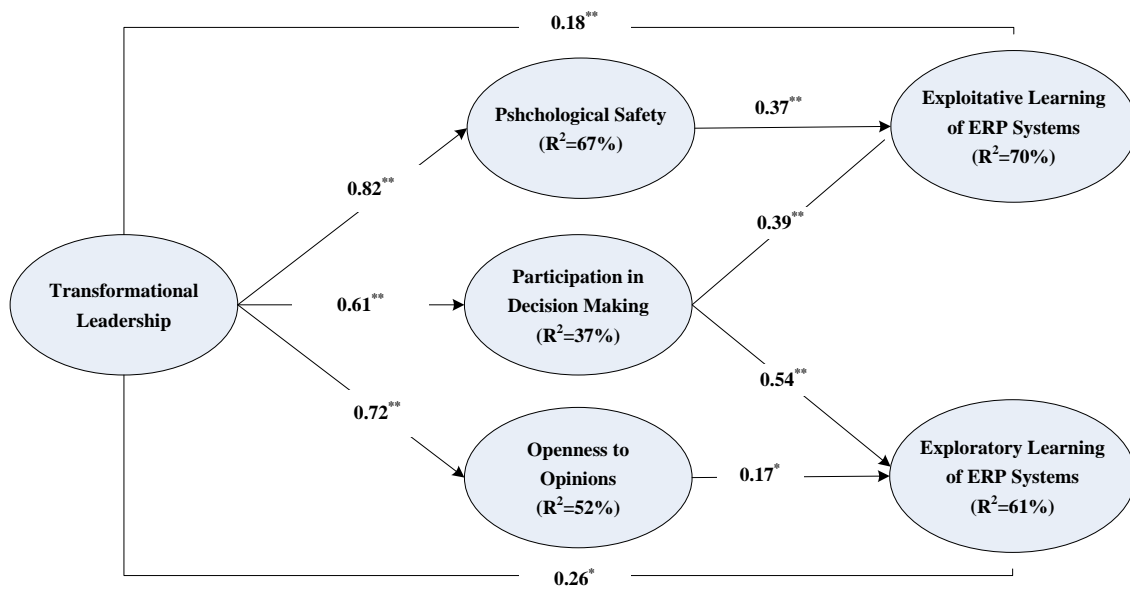 0.18**
Pshchological Safety
(R²=67%)
0.37**
Exploitative Learning
of ERP Systems
(R²=70%)
0.82**
0.39**
Transformational
Leadership
0.61**
Participation in
Decision Making
(R²=37%)
0.54**
0.72**
Openness to
Opinions
(R²=52%)
0.17*
Exploratory Learning
of ERP Systems
(R²=61%)
0.26*